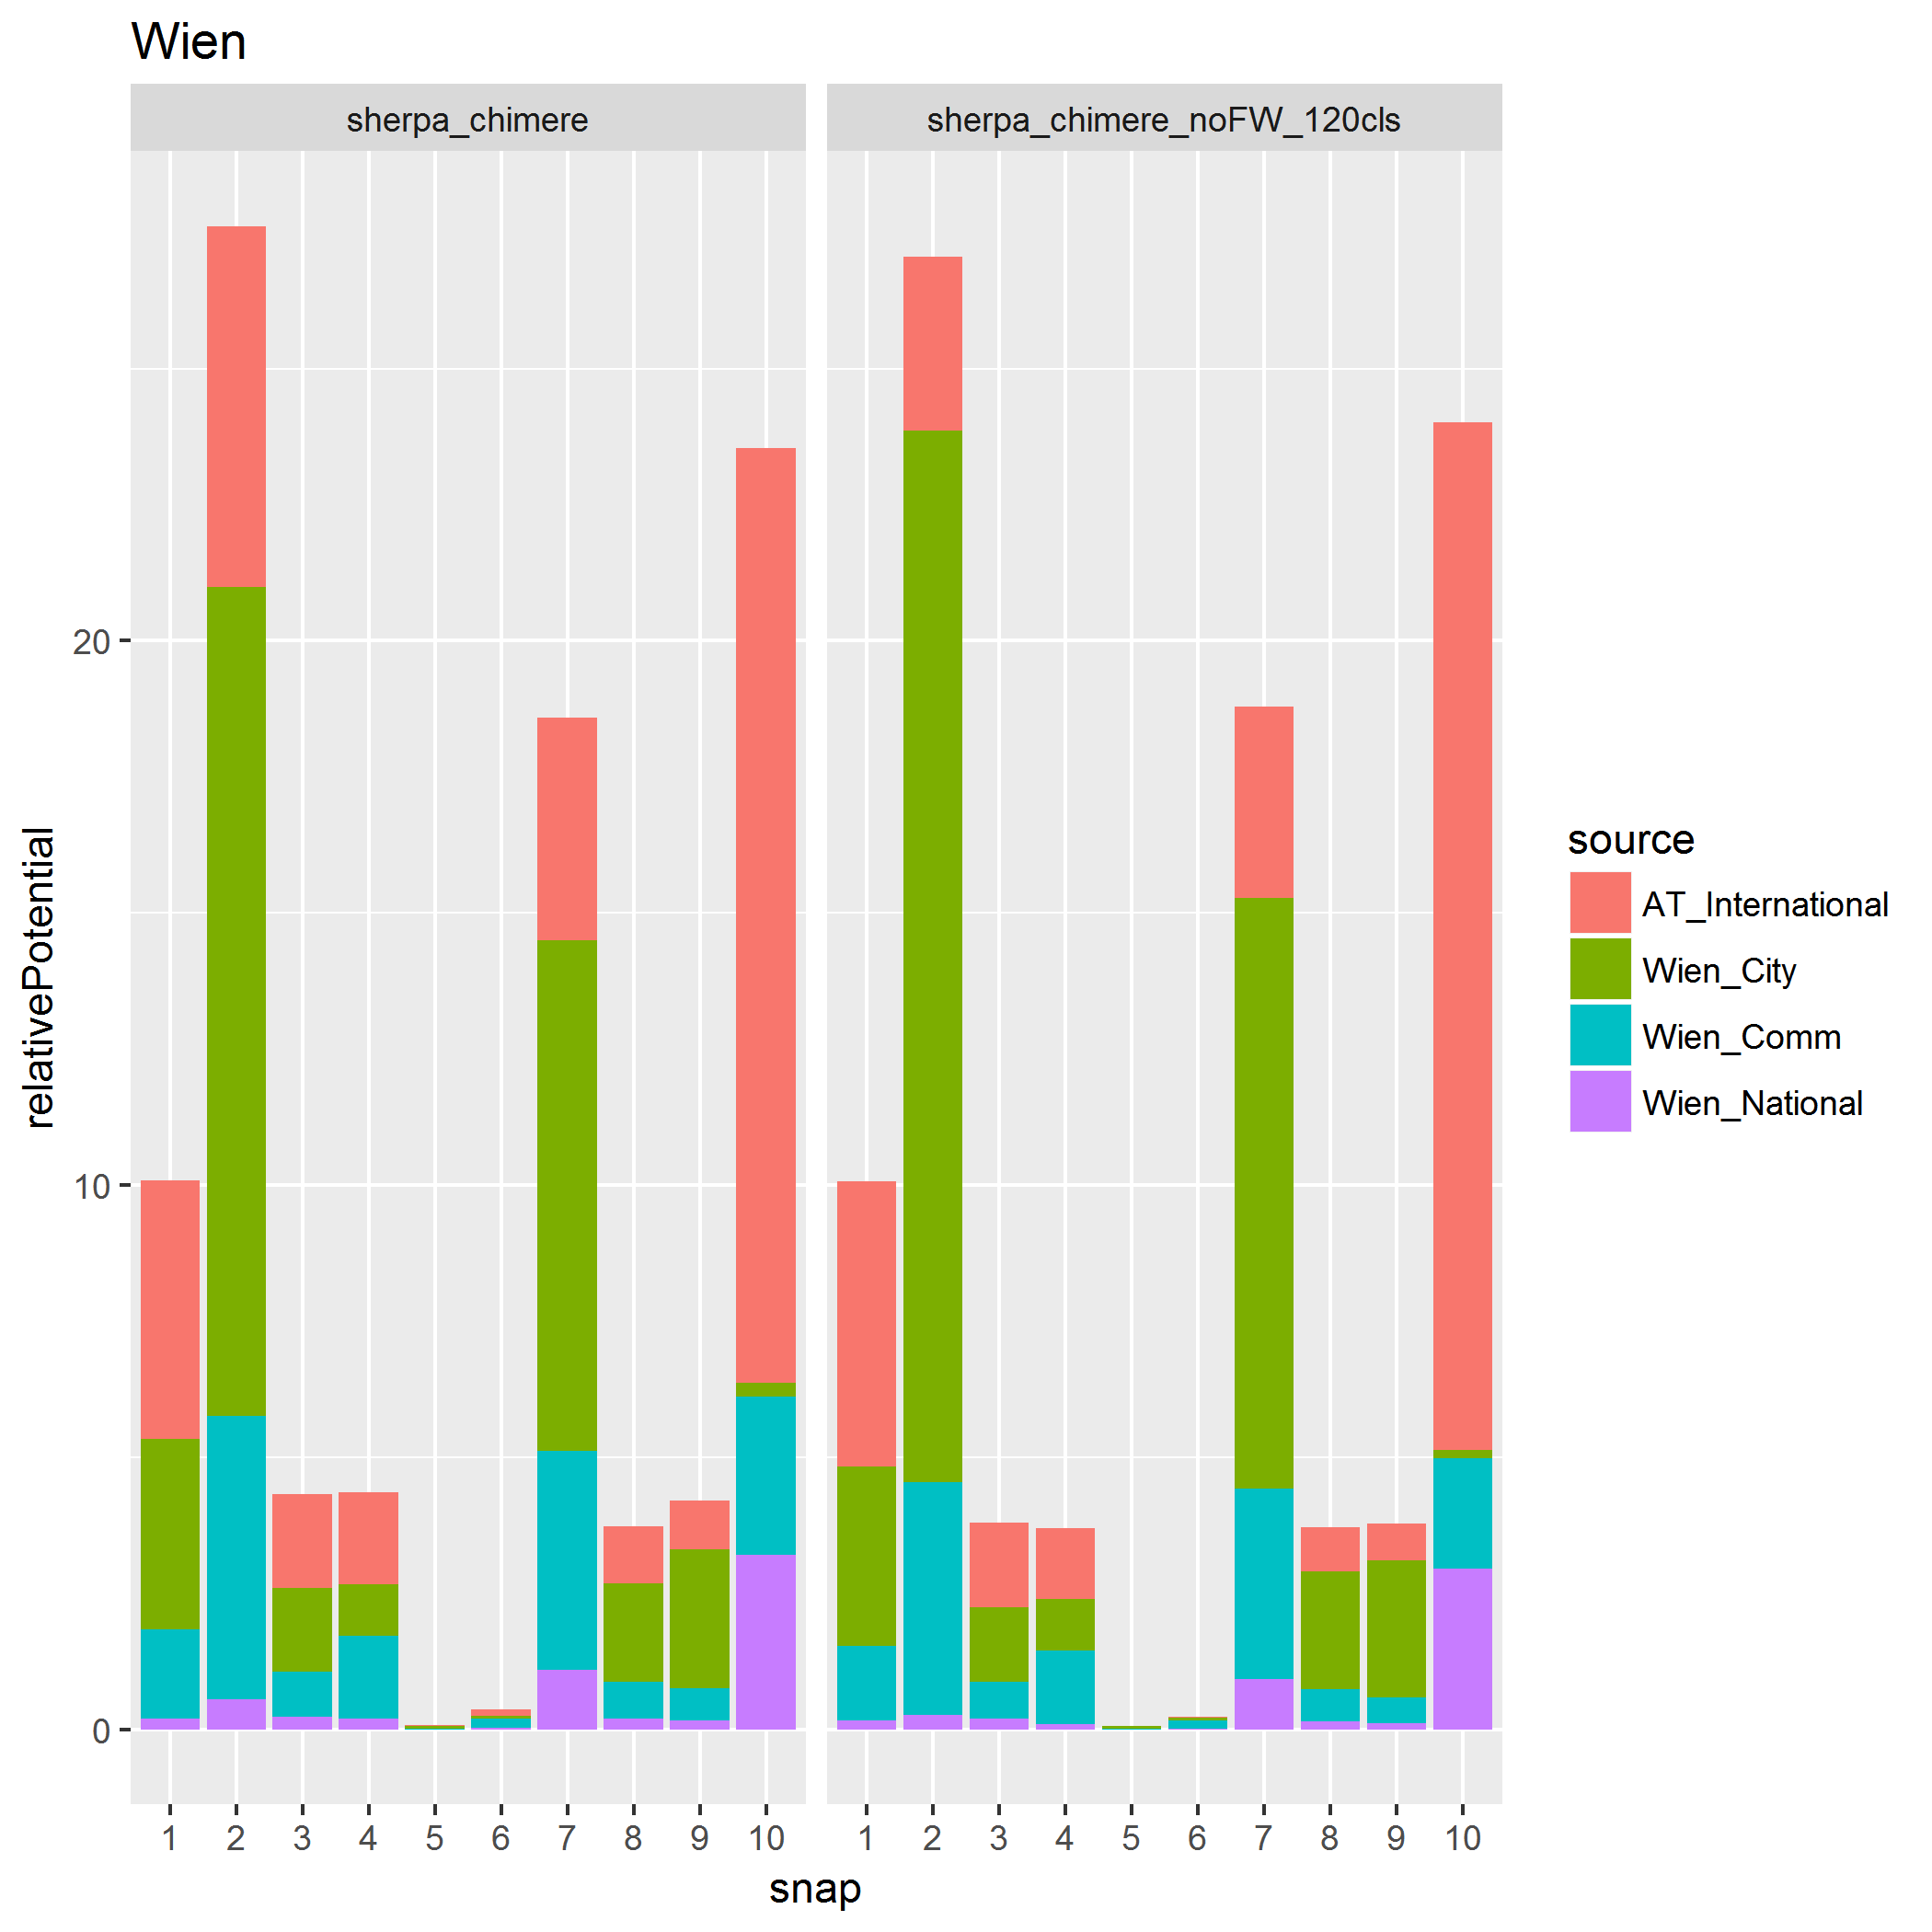 Wien
sherpa_chimere
sherpa_chimere_noFW_120cls
20
10
0
relativePotential
1 2 3 4 5 6 7 8 9 10
1 2 3 4 5 6 7 8 9 10
snap
source
AT_International
Wien_City
Wien_Comm
Wien_National